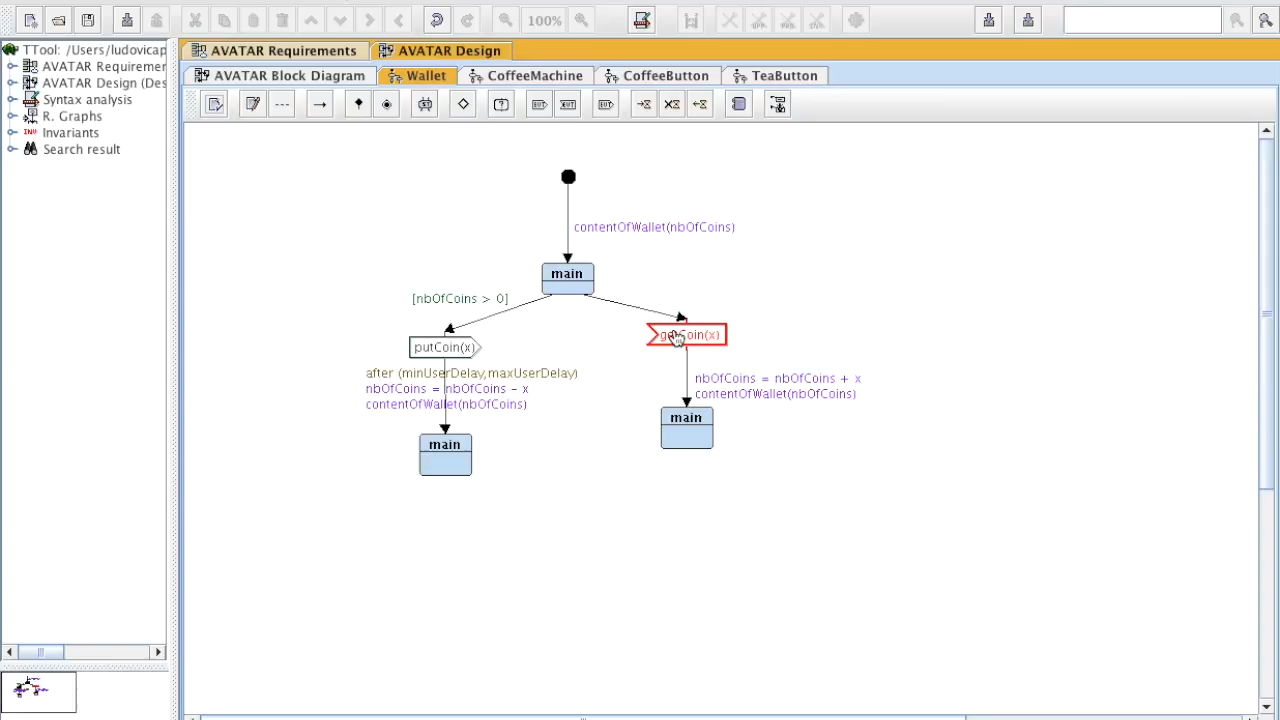 100%
TTool: /Users/ludovicap
AVATAR Requiremer
AVATAR Design (Des
Syntax analysis
R. Graphs
INV Invariants
Search result
AVATAR Requirements
AVATAR Design
AVATAR Block Diagram
Wallet
CoffeeMachine
CoffeeButton
TeaButton
contentOfWallet(nbOfCoins)
main
[nbOfCoins > 0]
putCoin(x)
getCoin(x)
after (minUserDelay,maxUserDelay)
nbOfCoins = nbOfCoins - x
contentOfWallet(nbOfCoins)
nbOfCoins = nbOfCoins + x
contentOfWallet(nbOfCoins)
main
main